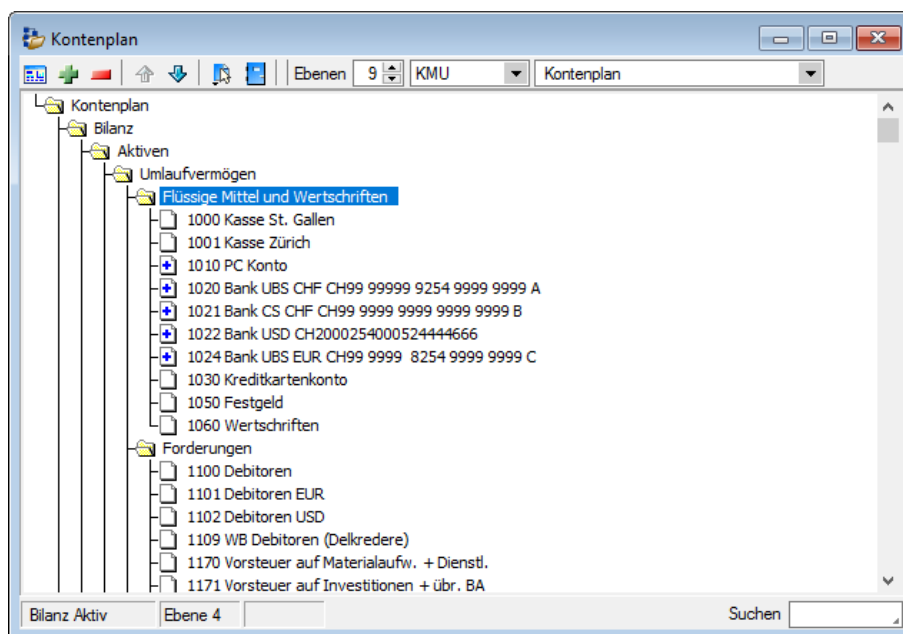 Kontenplan
Ebenen 9 KMU Kontenplan
Kontenplan
Bilanz
Aktiven
Umlaufvermögen
Flüssige Mittel und Wertschriften
1000 Kasse St. Gallen
1001 Kasse Zürich
1010 PC Konto
1020 Bank UBS CHF CH99 99999 9254 9999 9999 A
1021 Bank CS CHF CH99 9999 9999 9999 9999 B
1022 Bank USD CH2000254000524444666
1024 Bank UBS EUR CH99 9999  8254 9999 9999 C
1030 Kreditkartenkonto
1050 Festgeld
1060 Wertschriften
Forderungen
1100 Debitoren
1101 Debitoren EUR
1102 Debitoren USD
1109 WB Debitoren (Delkredere)
1170 Vorsteuer auf Materialaufw. + Dienstl.
1171 Vorsteuer auf Investitionen + übr. BA
Bilanz Aktiv Ebene 4 Suchen